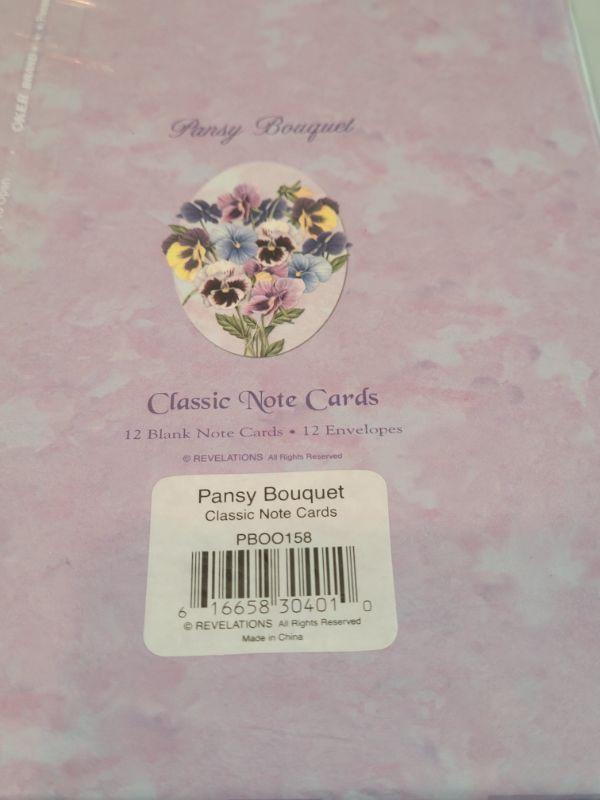 Pansy Bouquet
Classic Note Cards
12 Blank Note Cards • 12 Envelopes
© REVELATIONS All Rights Reserved
Pansy Bouquet
Classic Note Cards
PBOO158
6 16658 30401 0
© REVELATIONS All Rights Reserved
Made in China
Open